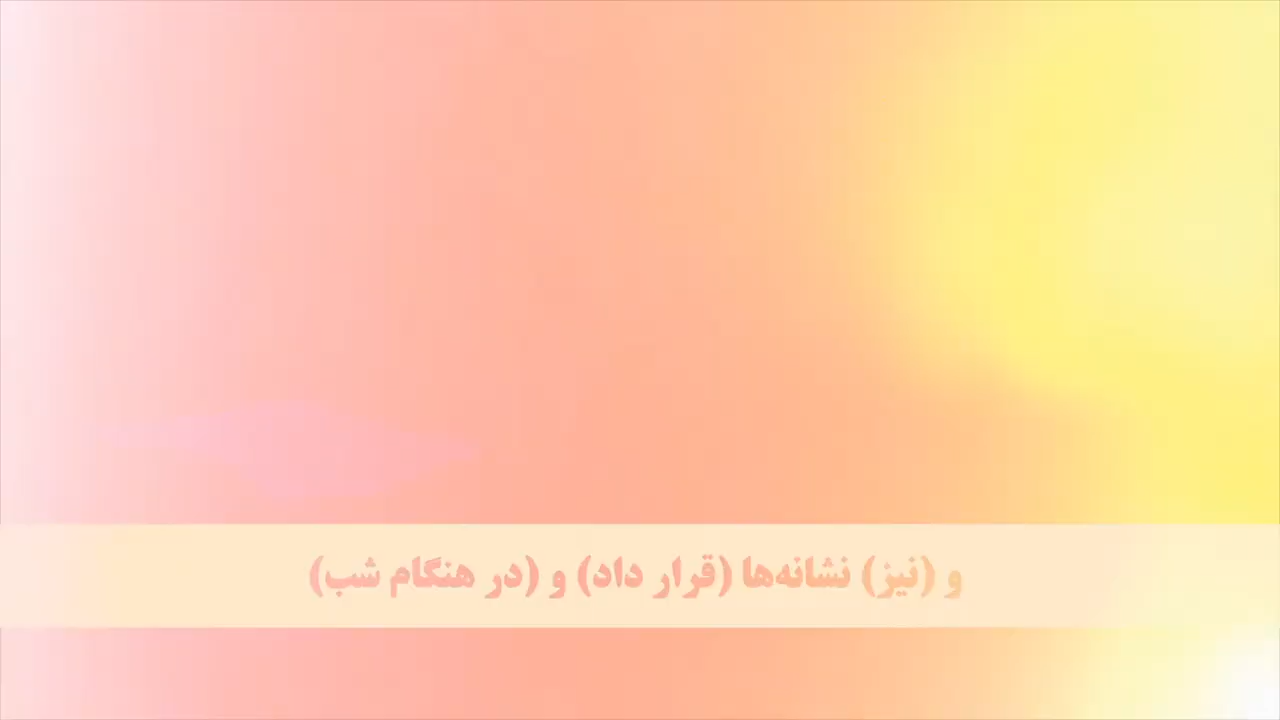 و (نیز) نشانه‌ها (قرار داد) و (در هنگام شب)